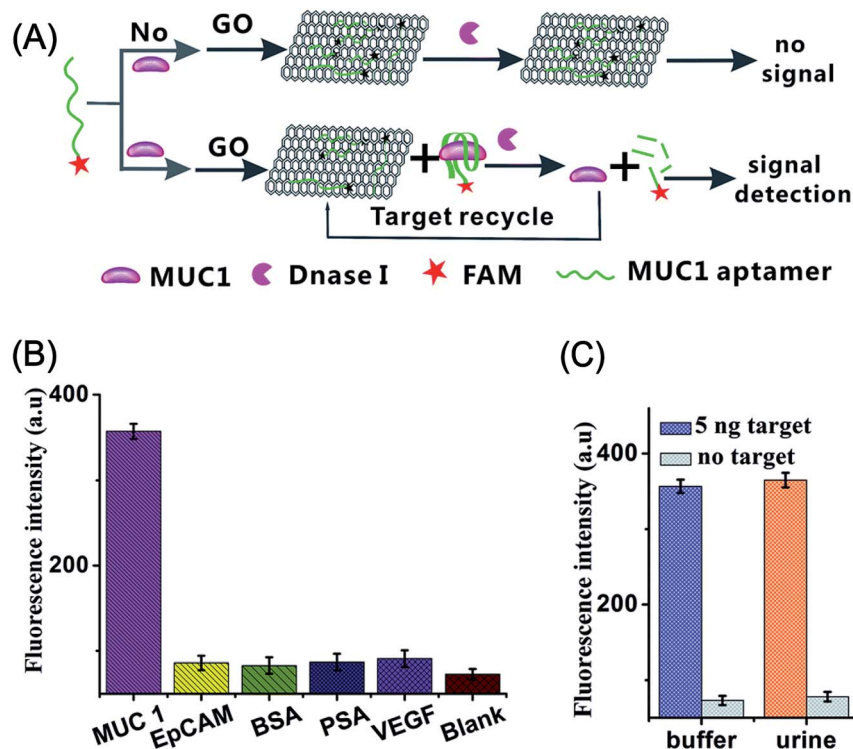 (A)
No
GO
no
signal
GO
signal
detection
Target recycle
MUC1
Dnase I
FAM
MUC1 aptamer
(B)
Fluorescence intensity (a.u)
400
200
MUC 1
EpCAM
BSA
PSA
VEGF
Blank
(C)
Fluorescence intensity (a.u)
400
200
5 ng target
no target
buffer
urine